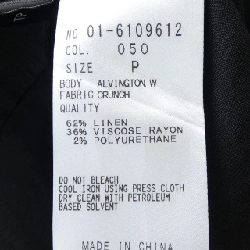 NO 01-6109612
COL. 050
SIZE P
BODY ALVINGTON W
FABRIC CRUNCH
QUALITY
62% LINEN
36% VISCOSE RAYON
2% POLYURETHANE
DO NOT BLEACH
COOL IRON USING PRESS CLOTH
DRY CLEAN WITH PETROLEUM
BASED SOLVENT
MADE IN CHINA